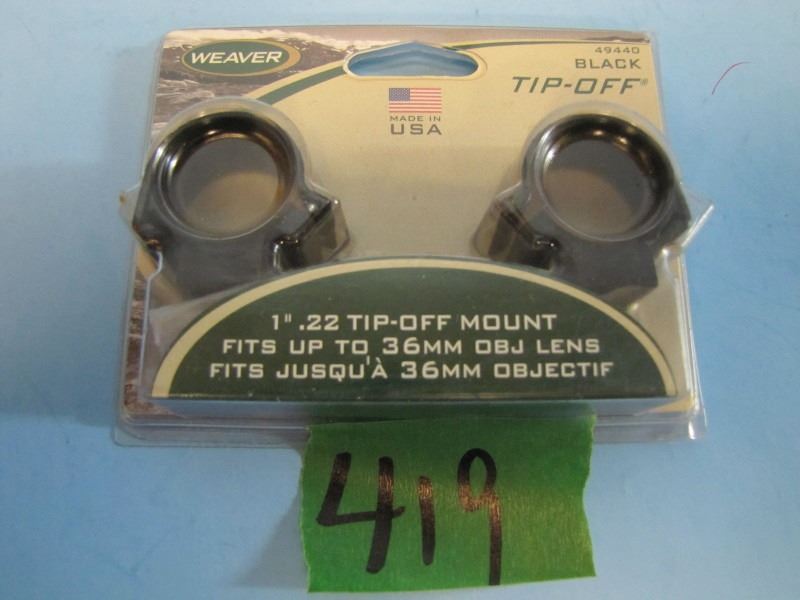 WEAVER
49440
BLACK
TIP-OFF®
MADE IN
USA
1" .22 TIP-OFF MOUNT
FITS UP TO 36MM OBJ LENS
FITS JUSQU'À 36MM OBJECTIF
419